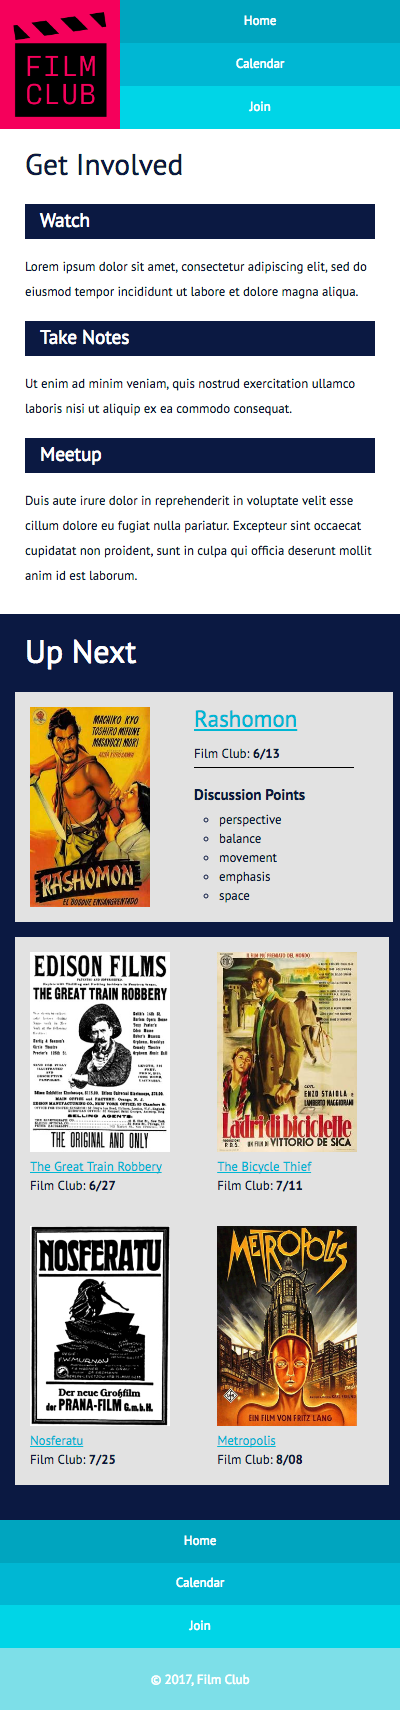 FILM
CLUB
Home
Calendar
Join
Get Involved
Watch
Lorem ipsum dolor sit amet, consectetur adipiscing elit, sed do
eiusmod tempor incididunt ut labore et dolore magna aliqua.
Take Notes
Ut enim ad minim veniam, quis nostrud exercitation ullamco
laboris nisi ut aliquip ex ea commodo consequat.
Meetup
Duis aute irure dolor in reprehenderit in voluptate velit esse
cillum dolore eu fugiat nulla pariatur. Excepteur sint occaecat
cupidatat non proident, sunt in culpa qui officia deserunt mollit
anim id est laborum.
Up Next
MACHIKO KYO
TOSHIRO MIFUNE
RASHOMON
EL BOSQUE ENSANGRENTADO
Rashomon
Film Club: 6/13
Discussion Points
perspective
balance
movement
emphasis
space
EDISON FILMS
THE GREAT TRAIN ROBBERY
THE ORIGINAL AND ONLY
The Great Train Robbery
Film Club: 6/27
IL FILM PIÙ PREMIATO DEL MONDO
con
ENZO STAIOLA e
LAMBERTO MAGGIORANI
Ladri di biciclette
UN FILM DI VITTORIO DE SICA
The Bicycle Thief
Film Club: 7/11
NOSFERATU
F.W. MURNAU
Der neue Großfilm
der PRANA-FILM G.m.b.H.
Nosferatu
Film Club: 7/25
METROPOLIS
EIN FILM VON FRITZ LANG
Metropolis
Film Club: 8/08
Home
Calendar
Join
© 2017, Film Club